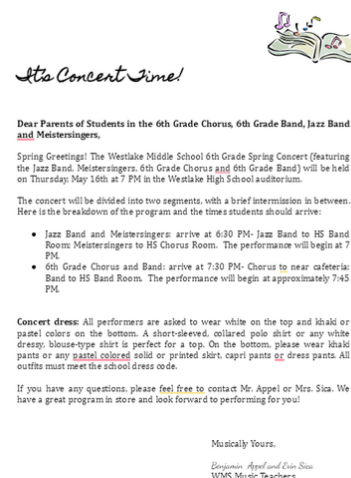 It's Concert Time!
Dear Parents of Students in the 6th Grade Chorus, 6th Grade Band, Jazz Band
and Meistersingers,
Spring Greetings! The Westlake Middle School 6th Grade Spring Concert (featuring
the Jazz Band, Meistersingers, 6th Grade Chorus and 6th Grade Band) will be held
on Thursday, May 16th at 7 PM in the Westlake High School auditorium.
The concert will be divided into two segments, with a brief intermission in between.
Here is the breakdown of the program and the times students should arrive:
● Jazz Band and Meistersingers: arrive at 6:30 PM- Jazz Band to HS Band
Room; Meistersingers to HS Chorus Room. The performance will begin at 7
PM.
● 6th Grade Chorus and Band: arrive at 7:30 PM- Chorus to near cafeteria;
Band to HS Band Room. The performance will begin at approximately 7:45
PM.
Concert dress: All performers are asked to wear white on the top and khaki or
pastel colors on the bottom. A short-sleeved, collared polo shirt or any white
dressy, blouse-type shirt is perfect for a top. On the bottom, please wear khaki
pants or any pastel colored solid or printed skirt, capri pants or dress pants. All
outfits must meet the school dress code.
If you have any questions, please feel free to contact Mr. Appel or Mrs. Sica. We
have a great program in store and look forward to performing for you!
Musically Yours,
Benjamin Appel and Erin Sica
WMS Music Teachers